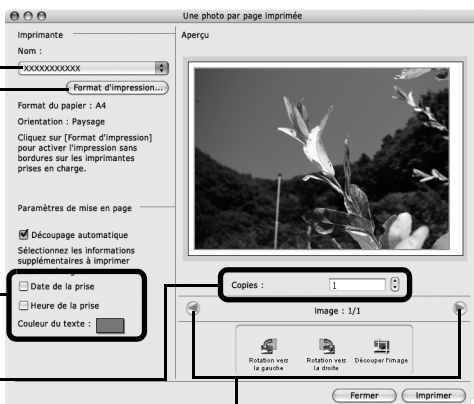 Une photo par page imprimée
Imprimante
Nom :
XXXXXXXXXXX
Format d'impression...
Format du papier : A4
Orientation : Paysage
Cliquez sur [Format d'impression]
pour activer l'impression sans
bordures sur les imprimantes
prises en charge.
Paramètres de mise en page
Découpage automatique
Sélectionnez les informations
supplémentaires à imprimer
Date de la prise
Heure de la prise
Couleur du texte :
Aperçu
Copies :
1
Image : 1/1
Rotation vers
la gauche
Rotation vers
la droite
Découper l'image
Fermer
Imprimer